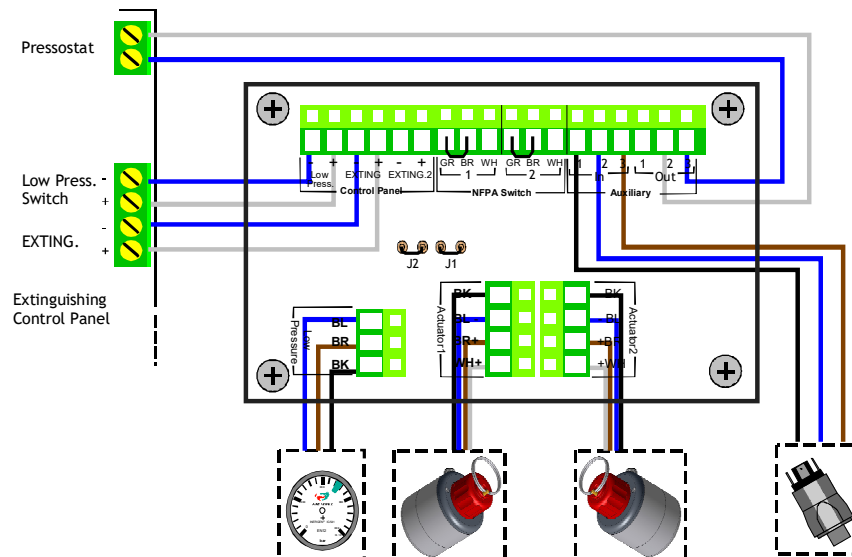 Pressostat
Low Press. -
Switch +
-
EXTING. +
Extinguishing
Control Panel
- + - + - + GR BR WH GR BR WH 1 2 3 1 2 3
Low
Press. EXTING EXTING.2 1 2 In Out
Control Panel NFPA Switch Auxiliary
J2 J1
Low
Pressure
BL
BR
BK
Actuator1
BK
BL
BR+
WH+
BK
BL
+BR
+WH
Actuator2